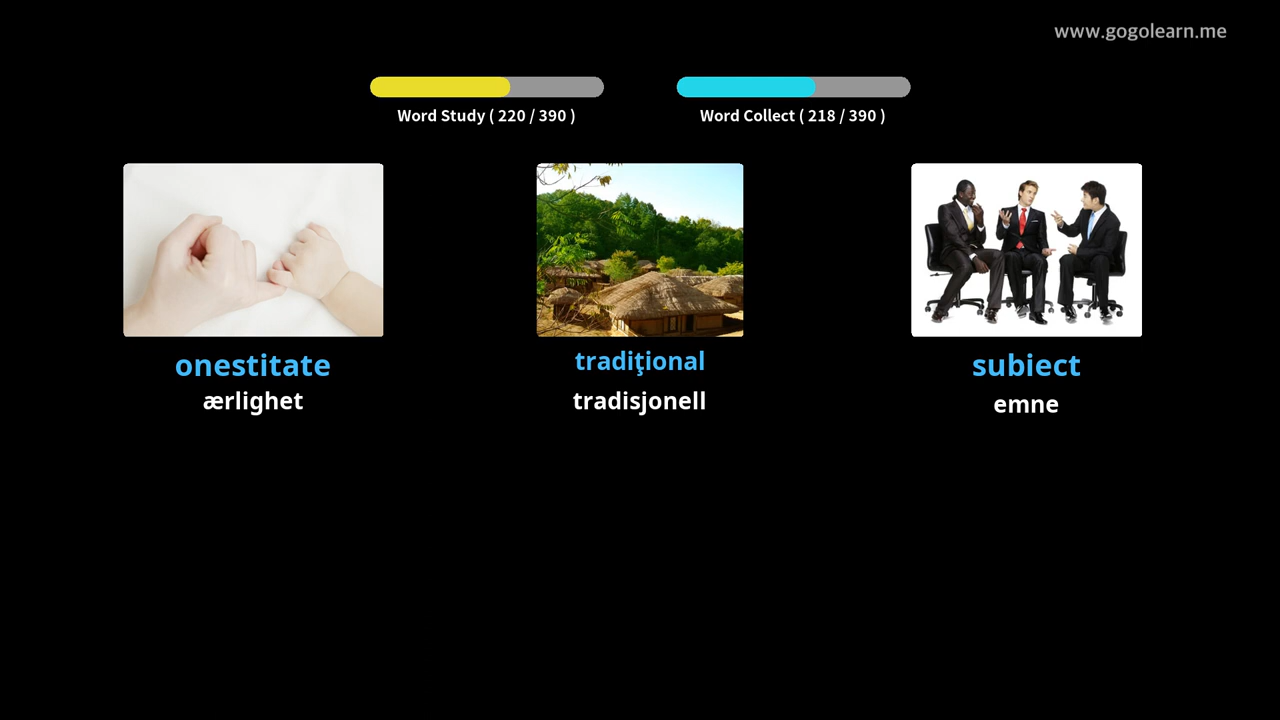 www.gogolearn.me
Word Study ( 220 / 390 )
Word Collect ( 218 / 390 )
onestitate
ærlighet
tradiţional
tradisjonell
subiect
emne